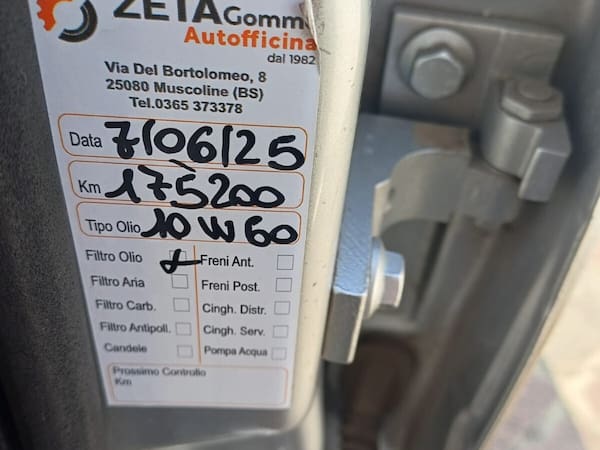 ZETAGomme
Autofficina
dal 1982
Via Del Bortolomeo, 8
25080 Muscoline (BS)
Tel.0365 373378
Data 7/06/25
Km 175200
Tipo Olio 10W60
Filtro Olio
Freni Ant.
Filtro Aria
Freni Post.
Filtro Carb.
Cingh. Distr.
Filtro Antipoll.
Cingh. Serv.
Candele
Pompa Acqua
Prossimo Controllo
Km